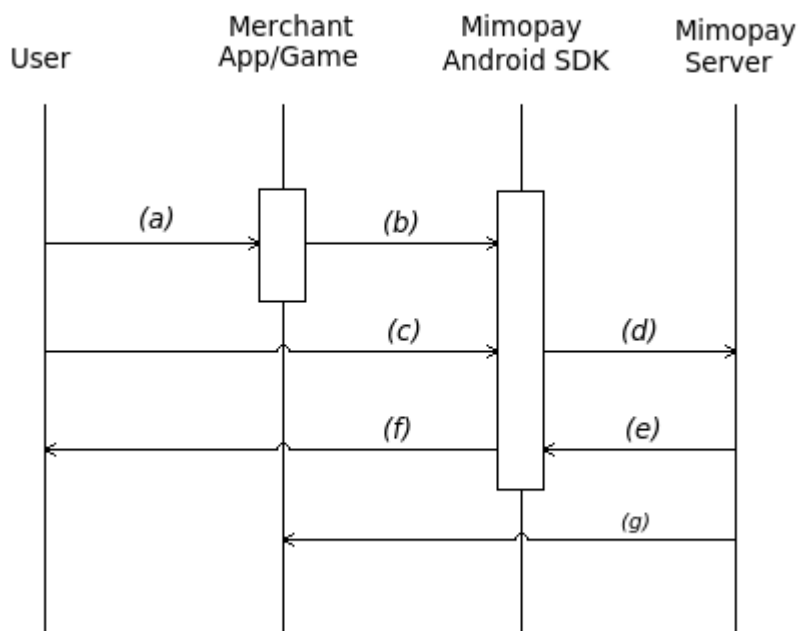 User
Merchant
App/Game
Mimopay
Android SDK
Mimopay
Server
(a)
(b)
(c)
(d)
(f)
(e)
(g)